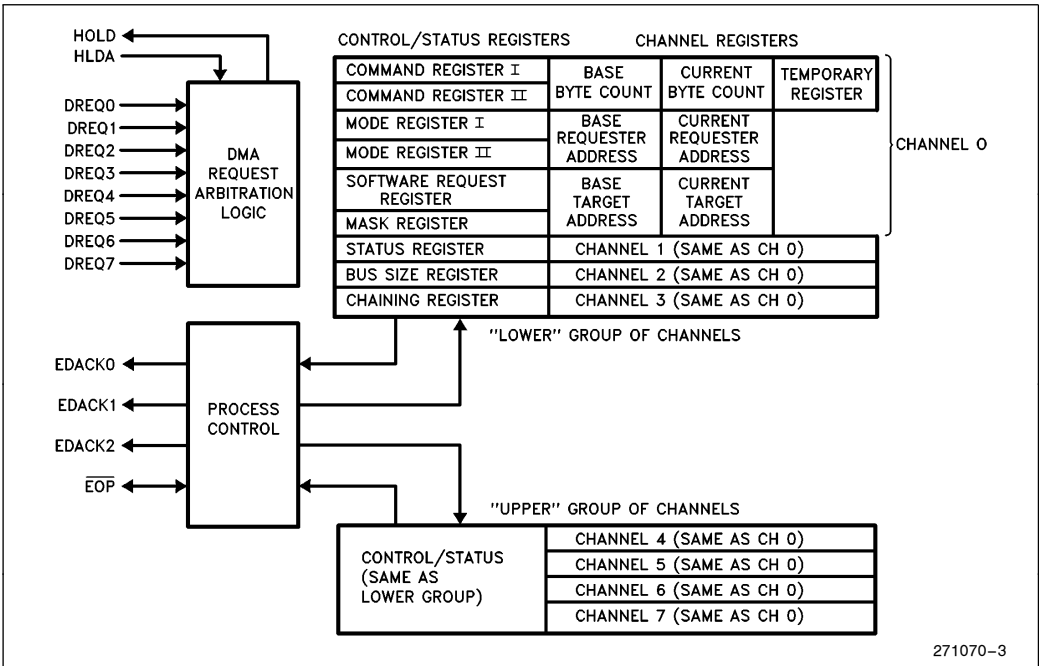 HOLD
HLDA
DREQ0
DREQ1
DREQ2
DREQ3
DREQ4
DREQ5
DREQ6
DREQ7
DMA
REQUEST
ARBITRATION
LOGIC
CONTROL/STATUS REGISTERS
CHANNEL REGISTERS
COMMAND REGISTER I
COMMAND REGISTER II
MODE REGISTER I
MODE REGISTER II
SOFTWARE REQUEST
REGISTER
MASK REGISTER
STATUS REGISTER
BUS SIZE REGISTER
CHAINING REGISTER
BASE
BYTE COUNT
CURRENT
BYTE COUNT
TEMPORARY
REGISTER
BASE
REQUESTER
ADDRESS
CURRENT
REQUESTER
ADDRESS
BASE
TARGET
ADDRESS
CURRENT
TARGET
ADDRESS
CHANNEL 0
CHANNEL 1 (SAME AS CH 0)
CHANNEL 2 (SAME AS CH 0)
CHANNEL 3 (SAME AS CH 0)
"LOWER" GROUP OF CHANNELS
EDACK0
EDACK1
EDACK2
EOP
PROCESS
CONTROL
"UPPER" GROUP OF CHANNELS
CONTROL/STATUS
(SAME AS
LOWER GROUP)
CHANNEL 4 (SAME AS CH 0)
CHANNEL 5 (SAME AS CH 0)
CHANNEL 6 (SAME AS CH 0)
CHANNEL 7 (SAME AS CH 0)
271070–3